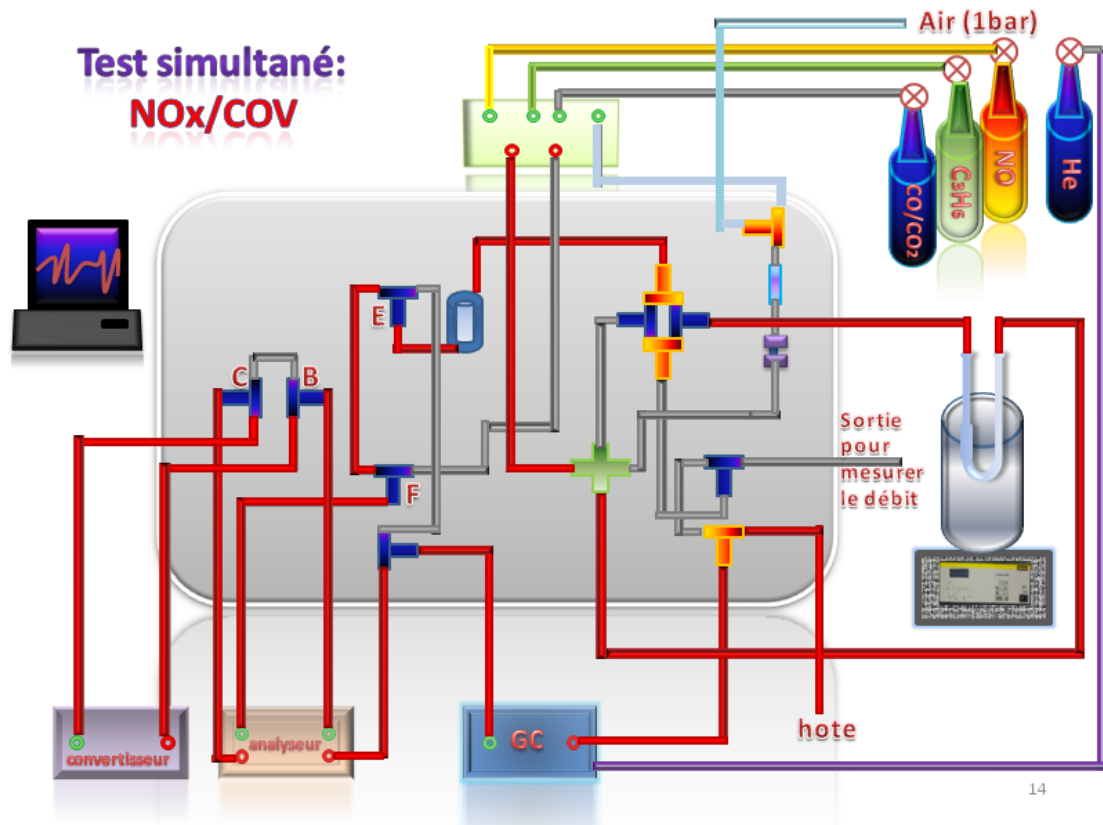 Test simultané:
NOx/COV
Air (1bar)
CO/CO2
C3H6
NO
He
E
C
B
F
Sortie
pour
mesurer
le débit
convertisseur
analyseur
GC
hote
14